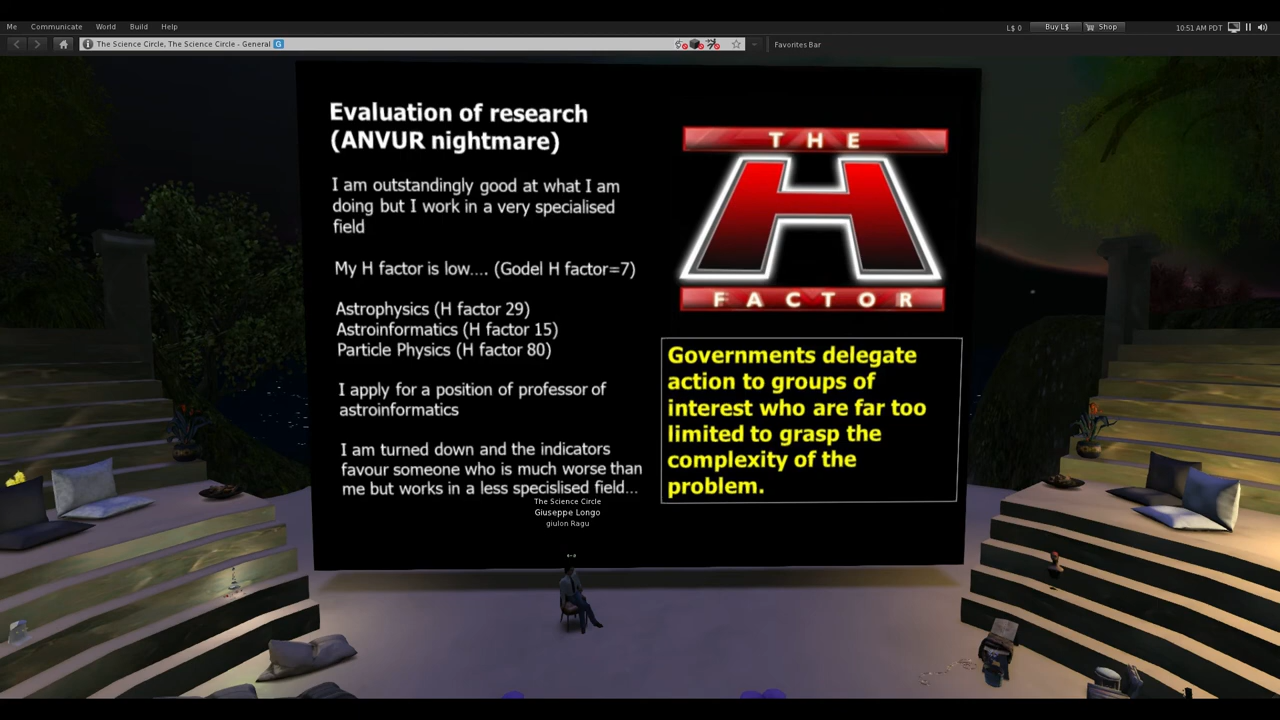 Me Communicate World Build Help
L$ 0 Buy L$ Shop 10:51 AM PDT
The Science Circle, The Science Circle - General G
Favorites Bar
Evaluation of research
(ANVUR nightmare)
I am outstandingly good at what I am
doing but I work in a very specialised
field
My H factor is low.... (Godel H factor=7)
Astrophysics (H factor 29)
Astroinformatics (H factor 15)
Particle Physics (H factor 80)
I apply for a position of professor of
astroinformatics
I am turned down and the indicators
favour someone who is much worse than
me but works in a less specislised field...
THE
H
FACTOR
Governments delegate
action to groups of
interest who are far too
limited to grasp the
complexity of the
problem.
The Science Circle
Giuseppe Longo
giulon Ragu